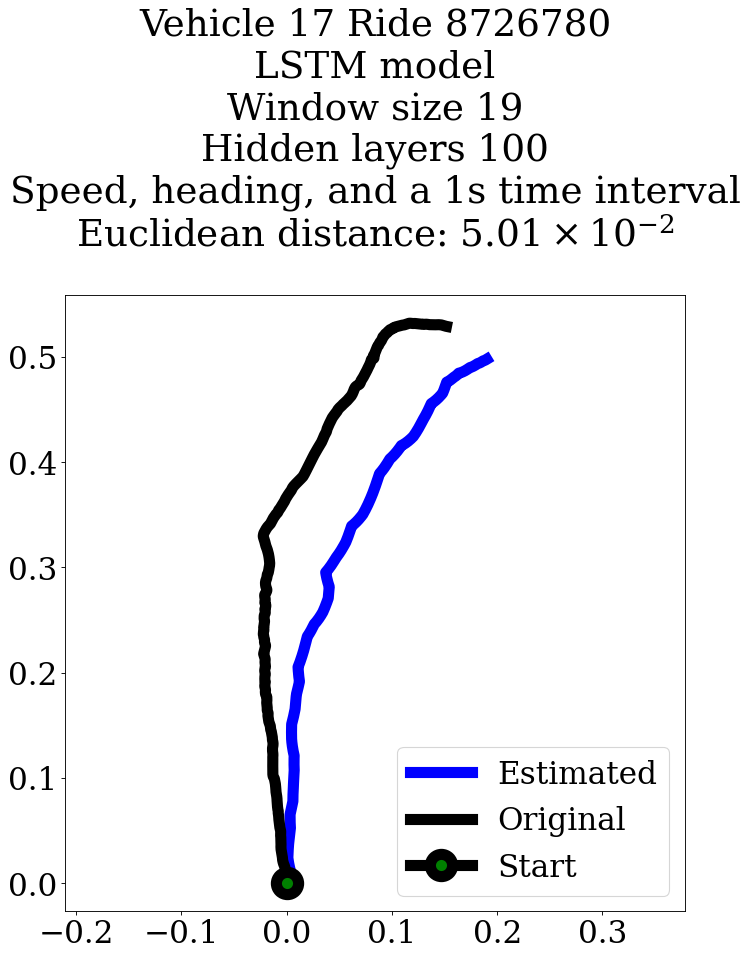 Vehicle 17 Ride 8726780
LSTM model
Window size 19
Hidden layers 100
Speed, heading, and a 1s time interval
Euclidean distance: 5.01 × 10⁻²
0.5
0.4
0.3
0.2
0.1
0.0
Estimated
Original
Start
−0.2 −0.1 0.0 0.1 0.2 0.3